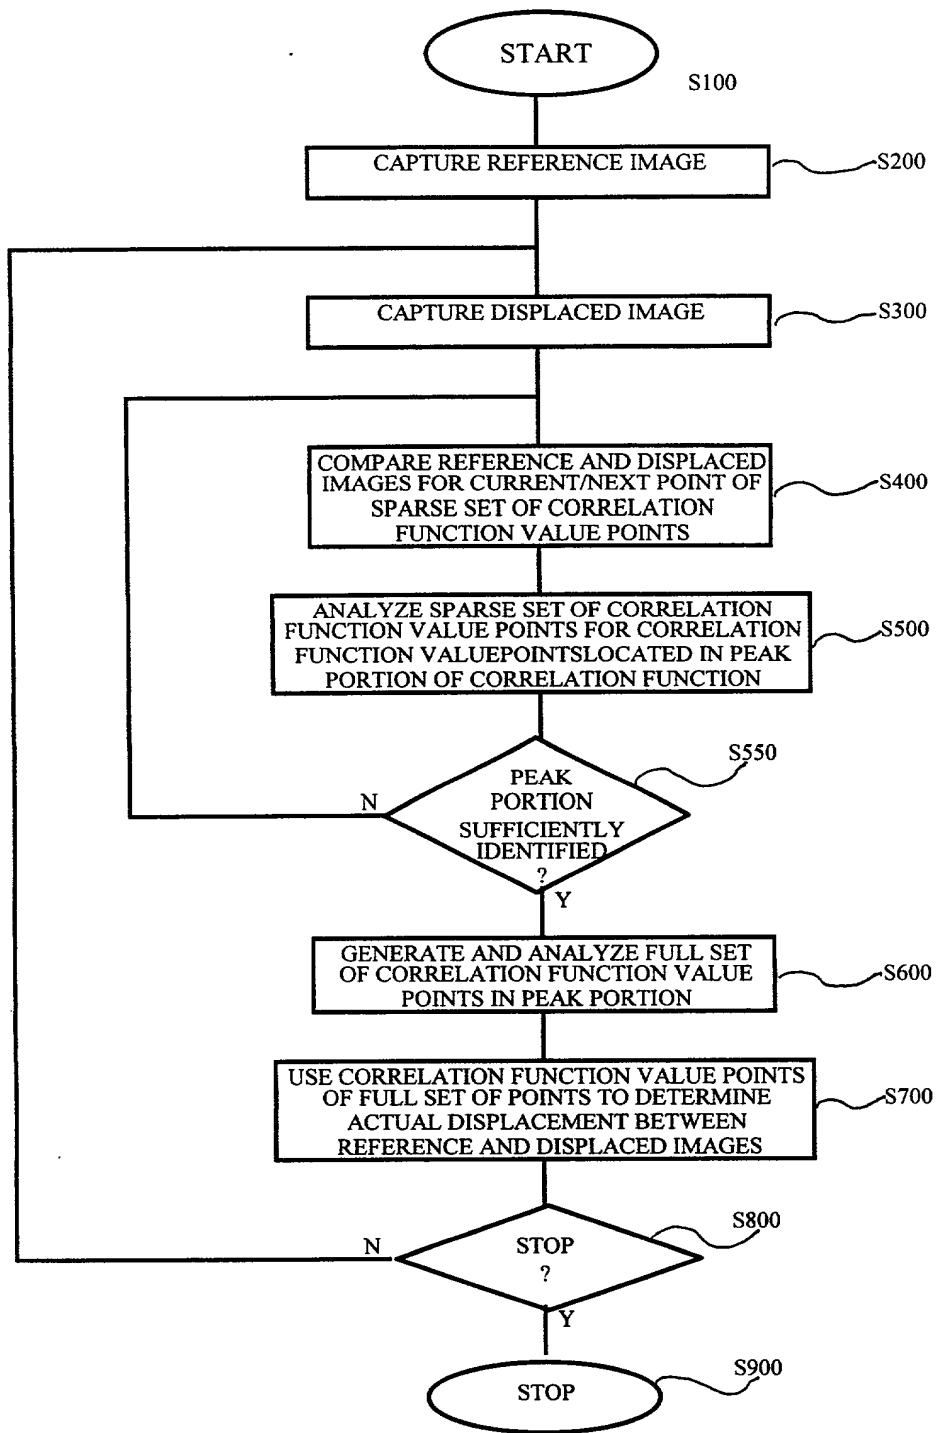 START
S100
CAPTURE REFERENCE IMAGE
S200
CAPTURE DISPLACED IMAGE
S300
COMPARE REFERENCE AND DISPLACED
IMAGES FOR CURRENT/NEXT POINT OF
SPARSE SET OF CORRELATION
FUNCTION VALUE POINTS
S400
ANALYZE SPARSE SET OF CORRELATION
FUNCTION VALUE POINTS FOR CORRELATION
FUNCTION VALUEPOINTSLOCATED IN PEAK
PORTION OF CORRELATION FUNCTION
S500
S550
PEAK
PORTION
SUFFICIENTLY
IDENTIFIED
?
N
Y
GENERATE AND ANALYZE FULL SET
OF CORRELATION FUNCTION VALUE
POINTS IN PEAK PORTION
S600
USE CORRELATION FUNCTION VALUE POINTS
OF FULL SET OF POINTS TO DETERMINE
ACTUAL DISPLACEMENT BETWEEN
REFERENCE AND DISPLACED IMAGES
S700
S800
N
STOP
?
Y
S900
STOP